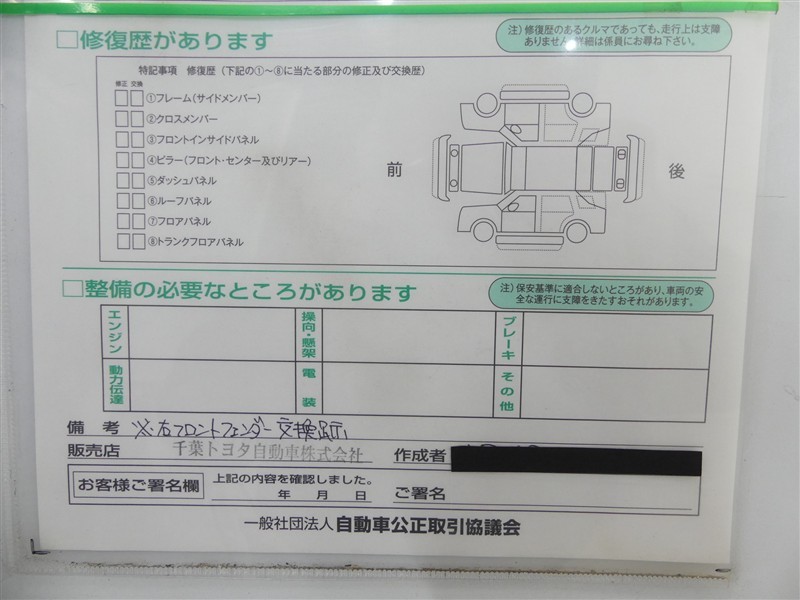 □修復歴があります
注）修復歴のあるクルマであっても、走行上は支障
ありません。詳細は係員にお尋ね下さい。
特記事項　修復歴（下記の①～⑧に当たる部分の修正及び交換歴）
修正 交換
□□①フレーム（サイドメンバー）
□□②クロスメンバー
□□③フロントインサイドパネル
□□④ピラー（フロント・センター及びリアー）
□□⑤ダッシュパネル
□□⑥ルーフパネル
□□⑦フロアパネル
□□⑧トランクフロアパネル
前
後
□整備の必要なところがあります
注）保安基準に適合しないところがあり、車両の安
全な運行に支障をきたすおそれがあります。
エンジン
操向・懸架
ブレーキ
動力伝達
電装
その他
備考 ※右フロントフェンダー交換跡有
販売店 千葉トヨタ自動車株式会社 作成者
お客様ご署名欄
上記の内容を確認しました。
年　月　日 ご署名
一般社団法人 自動車公正取引協議会